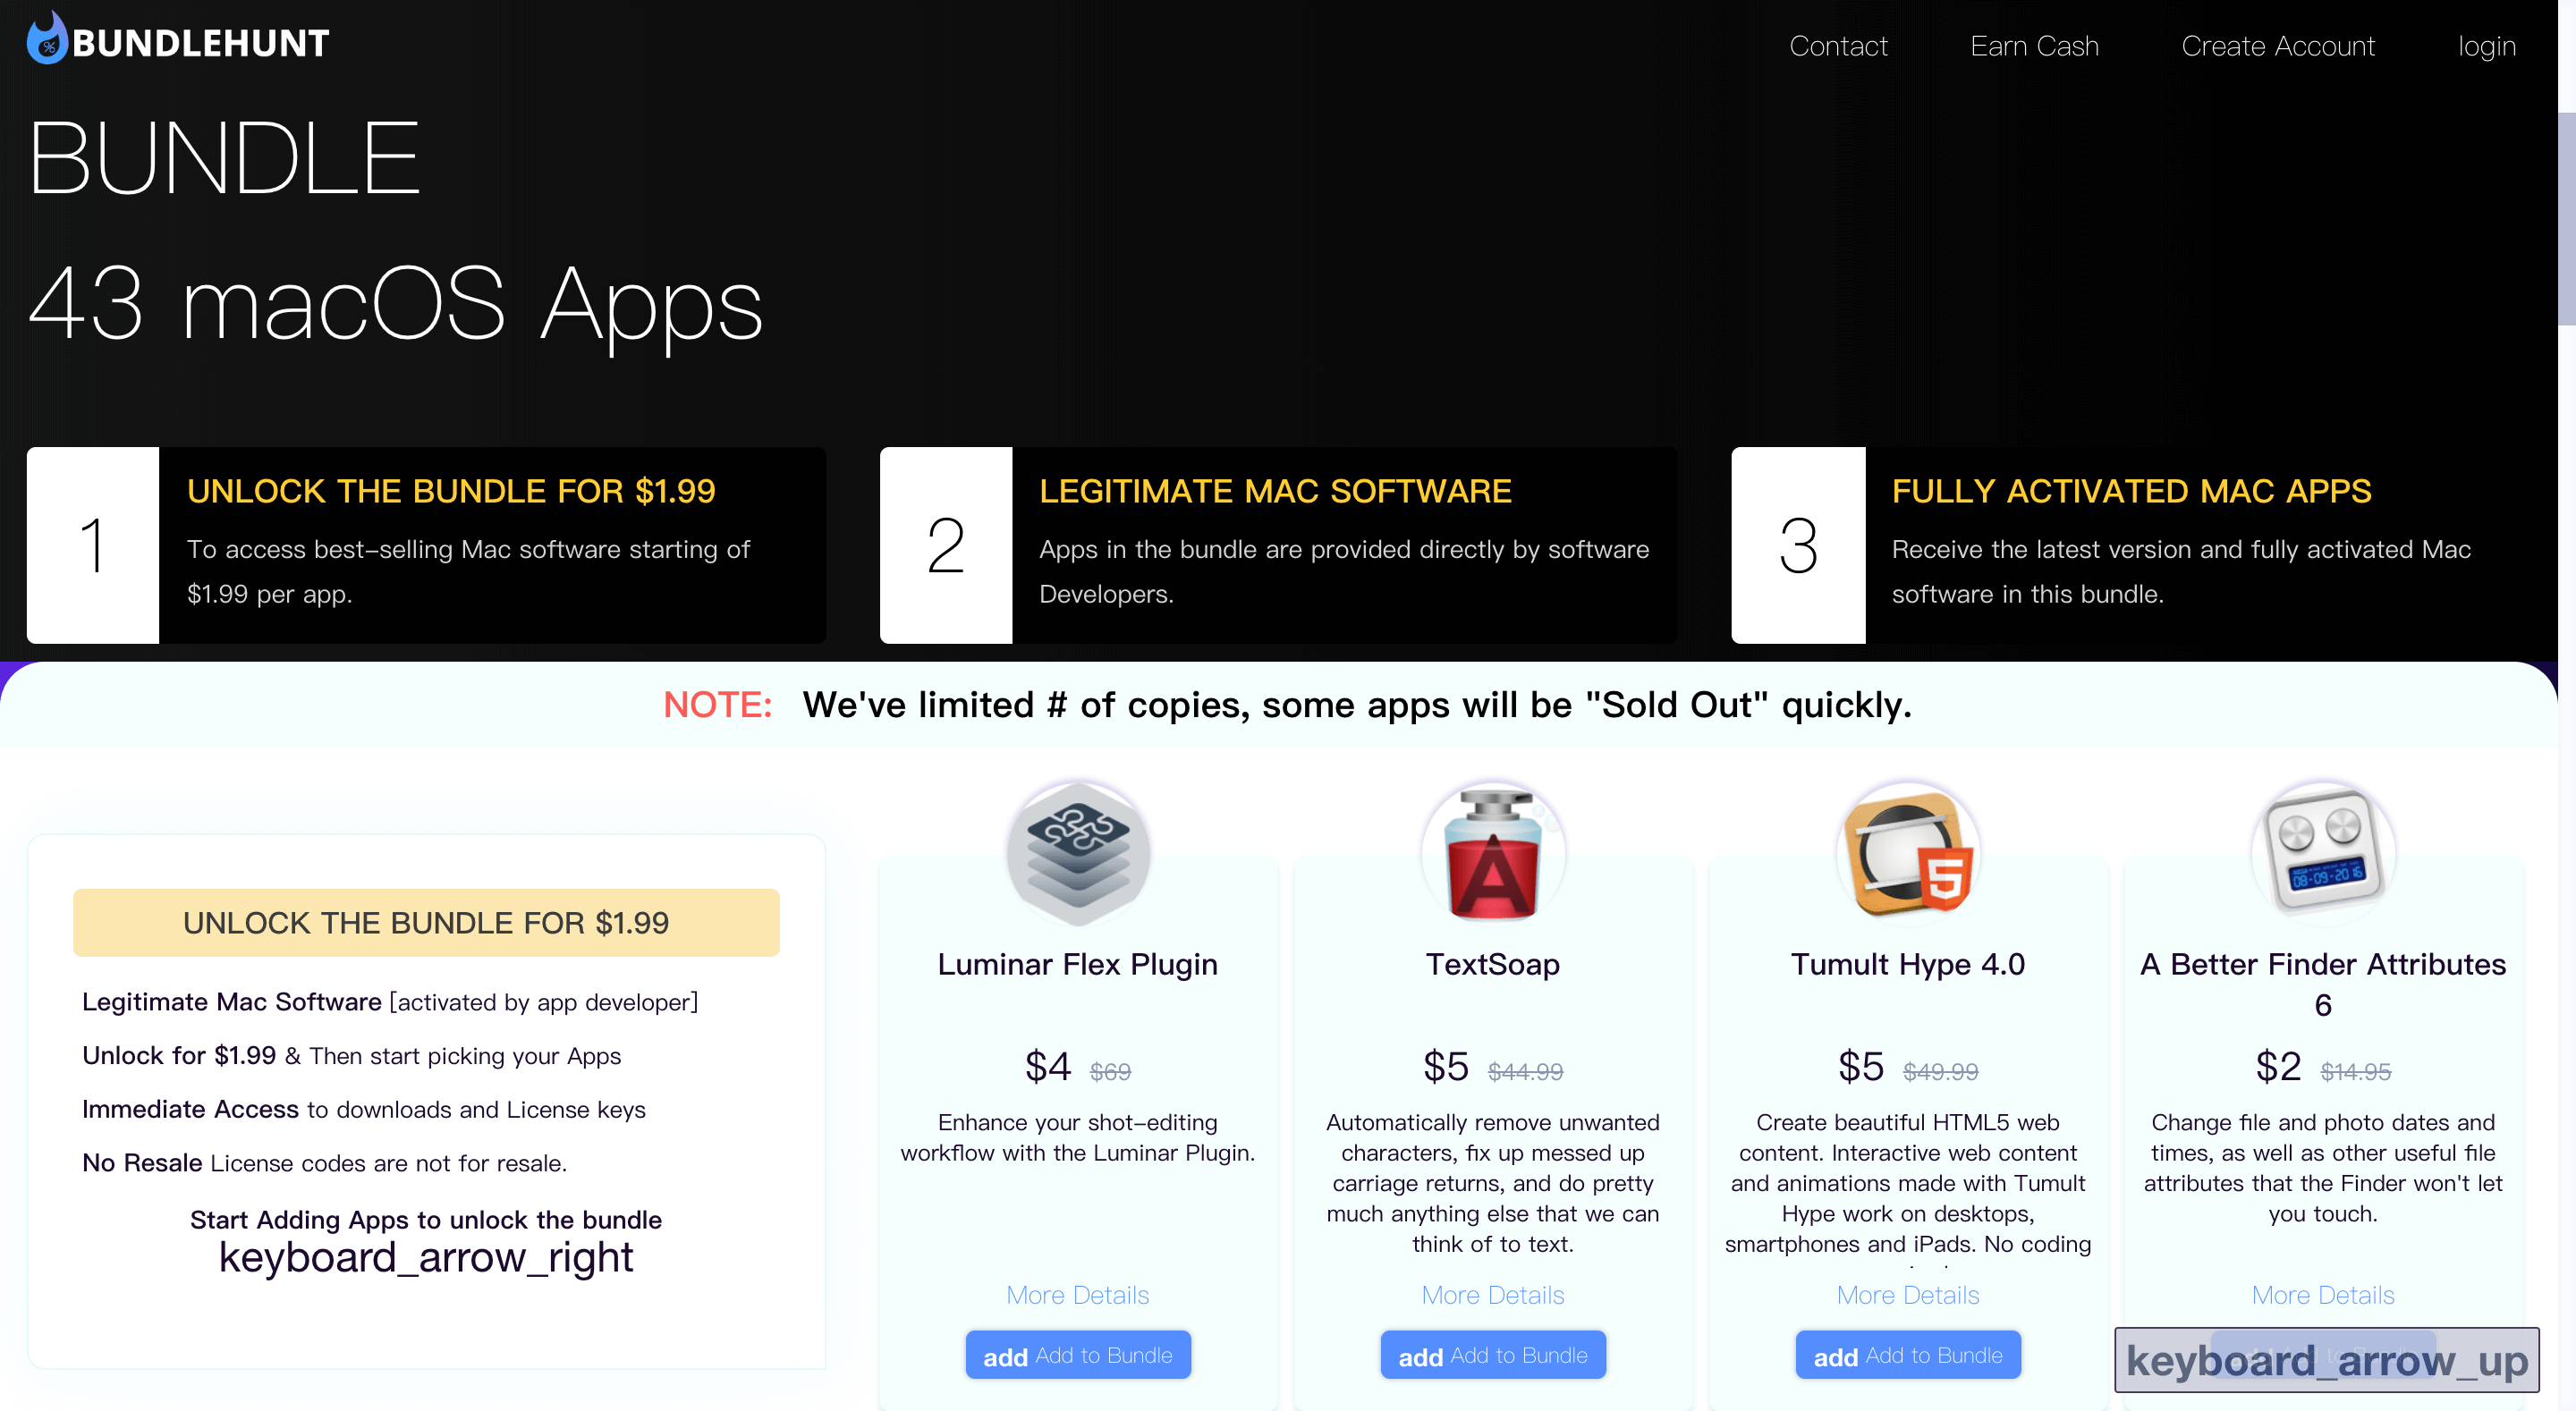 BUNDLEHUNT
Contact
Earn Cash
Create Account
login
BUNDLE
43 macOS Apps
1
UNLOCK THE BUNDLE FOR $1.99
To access best-selling Mac software starting of
$1.99 per app.
2
LEGITIMATE MAC SOFTWARE
Apps in the bundle are provided directly by software
Developers.
3
FULLY ACTIVATED MAC APPS
Receive the latest version and fully activated Mac
software in this bundle.
NOTE: We've limited # of copies, some apps will be "Sold Out" quickly.
UNLOCK THE BUNDLE FOR $1.99
Legitimate Mac Software [activated by app developer]
Unlock for $1.99 & Then start picking your Apps
Immediate Access to downloads and License keys
No Resale License codes are not for resale.
Start Adding Apps to unlock the bundle
keyboard_arrow_right
Luminar Flex Plugin
$4 $69
Enhance your shot-editing
workflow with the Luminar Plugin.
More Details
add Add to Bundle
A
TextSoap
$5 $44.99
Automatically remove unwanted
characters, fix up messed up
carriage returns, and do pretty
much anything else that we can
think of to text.
More Details
add Add to Bundle
5
Tumult Hype 4.0
$5 $49.99
Create beautiful HTML5 web
content. Interactive web content
and animations made with Tumult
Hype work on desktops,
smartphones and iPads. No coding
More Details
add Add to Bundle
08-09-2016
A Better Finder Attributes
6
$2 $14.95
Change file and photo dates and
times, as well as other useful file
attributes that the Finder won't let
you touch.
More Details
keyboard_arrow_up